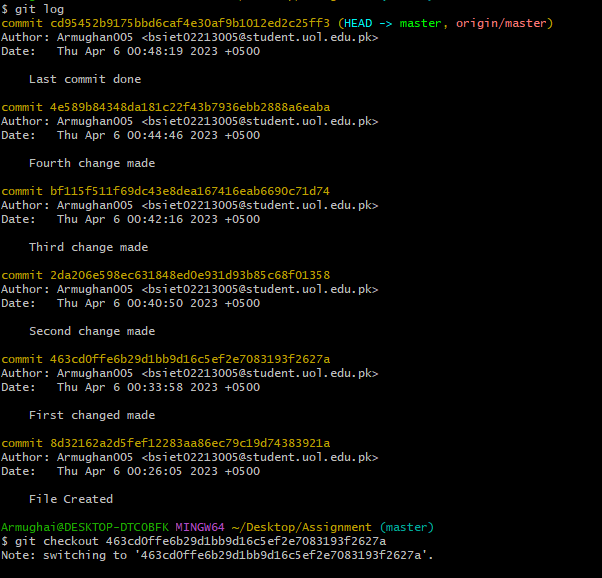 $ git log
commit cd95452b9175bbd6caf4e30af9b1012ed2c25ff3 (HEAD -> master, origin/master)
Author: Armughan005 <bsiet02213005@student.uol.edu.pk>
Date:   Thu Apr 6 00:48:19 2023 +0500
Last commit done
commit 4e589b84348da181c22f43b7936ebb2888a6eaba
Author: Armughan005 <bsiet02213005@student.uol.edu.pk>
Date:   Thu Apr 6 00:44:46 2023 +0500
Fourth change made
commit bf115f511f69dc43e8dea167416eab6690c71d74
Author: Armughan005 <bsiet02213005@student.uol.edu.pk>
Date:   Thu Apr 6 00:42:16 2023 +0500
Third change made
commit 2da206e598ec631848ed0e931d93b85c68f01358
Author: Armughan005 <bsiet02213005@student.uol.edu.pk>
Date:   Thu Apr 6 00:40:50 2023 +0500
Second change made
commit 463cd0ffe6b29d1bb9d16c5ef2e7083193f2627a
Author: Armughan005 <bsiet02213005@student.uol.edu.pk>
Date:   Thu Apr 6 00:33:58 2023 +0500
First changed made
commit 8d32162a2d5fef12283aa86ec79c19d74383921a
Author: Armughan005 <bsiet02213005@student.uol.edu.pk>
Date:   Thu Apr 6 00:26:05 2023 +0500
File Created
Armughai@DESKTOP-DTCOBFK MINGW64 ~/Desktop/Assignment (master)
$ git checkout 463cd0ffe6b29d1bb9d16c5ef2e7083193f2627a
Note: switching to '463cd0ffe6b29d1bb9d16c5ef2e7083193f2627a'.